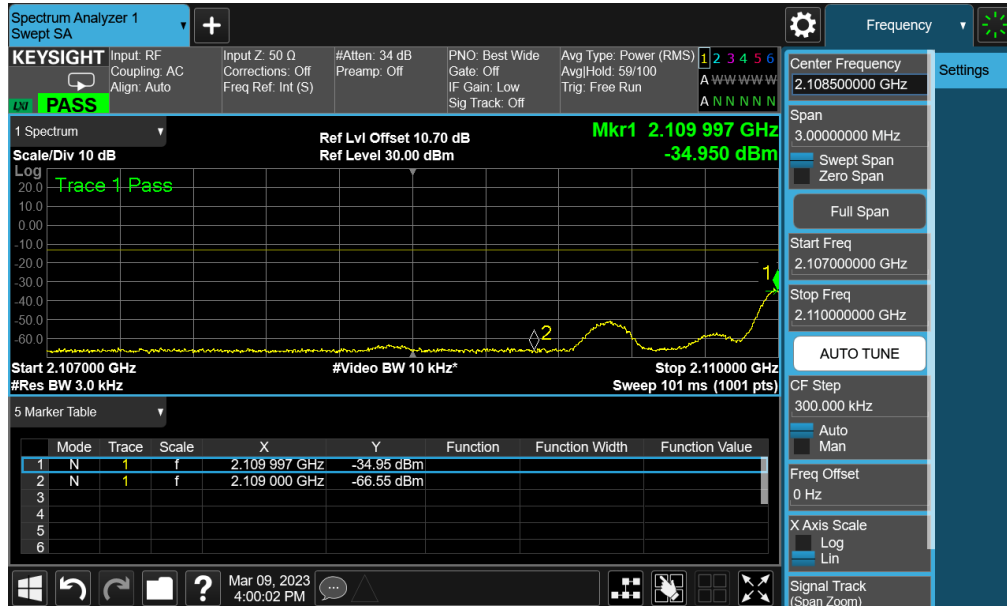 Spectrum Analyzer 1
Swept SA
+
Frequency
KEYSIGHT
Input: RF
Coupling: AC
Align: Auto
Input Z: 50 Ω
Corrections: Off
Freq Ref: Int (S)
#Atten: 34 dB
Preamp: Off
PNO: Best Wide
Gate: Off
IF Gain: Low
Sig Track: Off
Avg Type: Power (RMS)
Avg|Hold: 59/100
Trig: Free Run
1 2 3 4 5 6
A W W W W W
A N N N N N
LXI PASS
1 Spectrum
Scale/Div 10 dB
Ref Lvl Offset 10.70 dB
Ref Level 30.00 dBm
Mkr1 2.109 997 GHz
-34.950 dBm
Log
Trace 1 Pass
20.0
10.0
0.00
-10.0
-20.0
-30.0
-40.0
-50.0
-60.0
1
2
Start 2.107000 GHz
#Video BW 10 kHz*
Stop 2.110000 GHz
#Res BW 3.0 kHz
Sweep 101 ms (1001 pts)
5 Marker Table
Mode Trace Scale X Y Function Function Width Function Value
1 N 1 f 2.109 997 GHz -34.95 dBm
2 N 1 f 2.109 000 GHz -66.55 dBm
3
4
5
6
?
Mar 09, 2023
4:00:02 PM
Center Frequency
2.108500000 GHz
Settings
Span
3.00000000 MHz
Swept Span
Zero Span
Full Span
Start Freq
2.107000000 GHz
Stop Freq
2.110000000 GHz
AUTO TUNE
CF Step
300.000 kHz
Auto
Man
Freq Offset
0 Hz
X Axis Scale
Log
Lin
Signal Track
(Span Zoom)